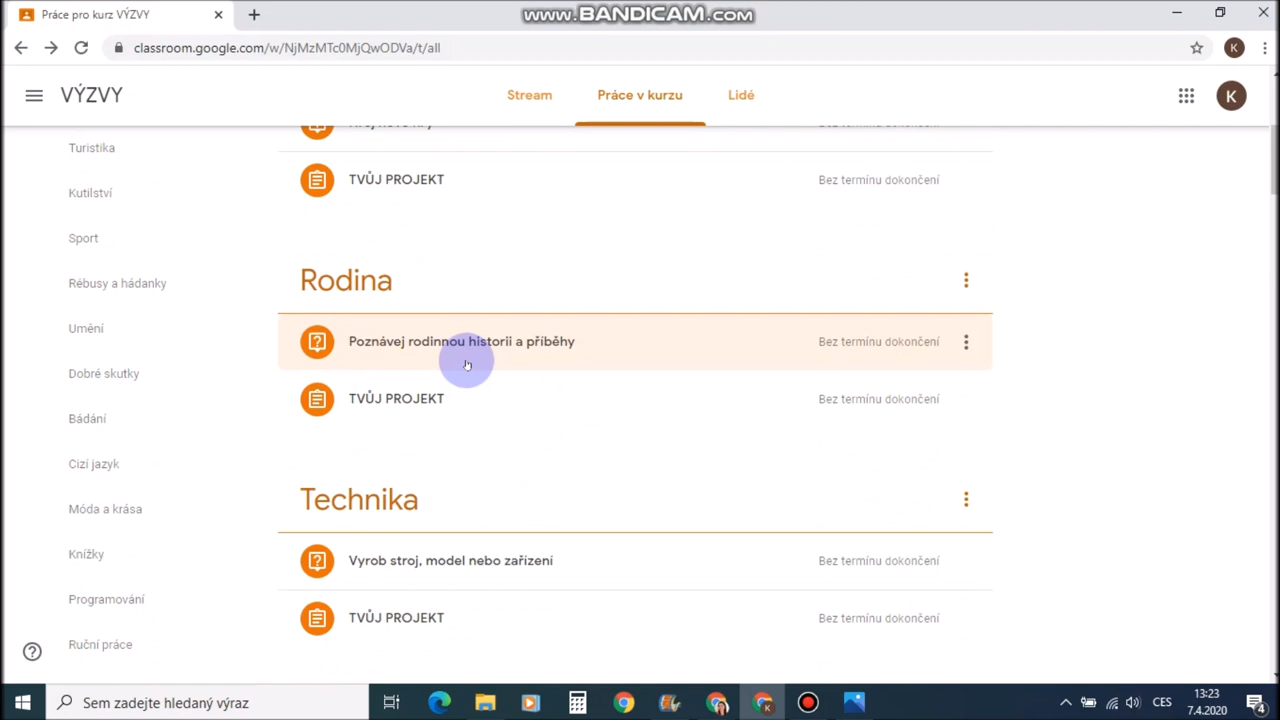 Práce pro kurz VÝZVY
www.BANDICAM.com
classroom.google.com/w/NjMzMTc0MjQwODVa/t/all
K
VÝZVY
Stream
Práce v kurzu
Lidé
K
Turistika
Kutilství
Sport
Rébusy a hádanky
Umění
Dobré skutky
Bádání
Cizí jazyk
Móda a krása
Knížky
Programování
Ruční práce
TVŮJ PROJEKT Bez termínu dokončení
Rodina
Poznávej rodinnou historii a příběhy Bez termínu dokončení
TVŮJ PROJEKT Bez termínu dokončení
Technika
Vyrob stroj, model nebo zařízení Bez termínu dokončení
TVŮJ PROJEKT Bez termínu dokončení
Sem zadejte hledaný výraz
CES
13:23
7.4.2020
4